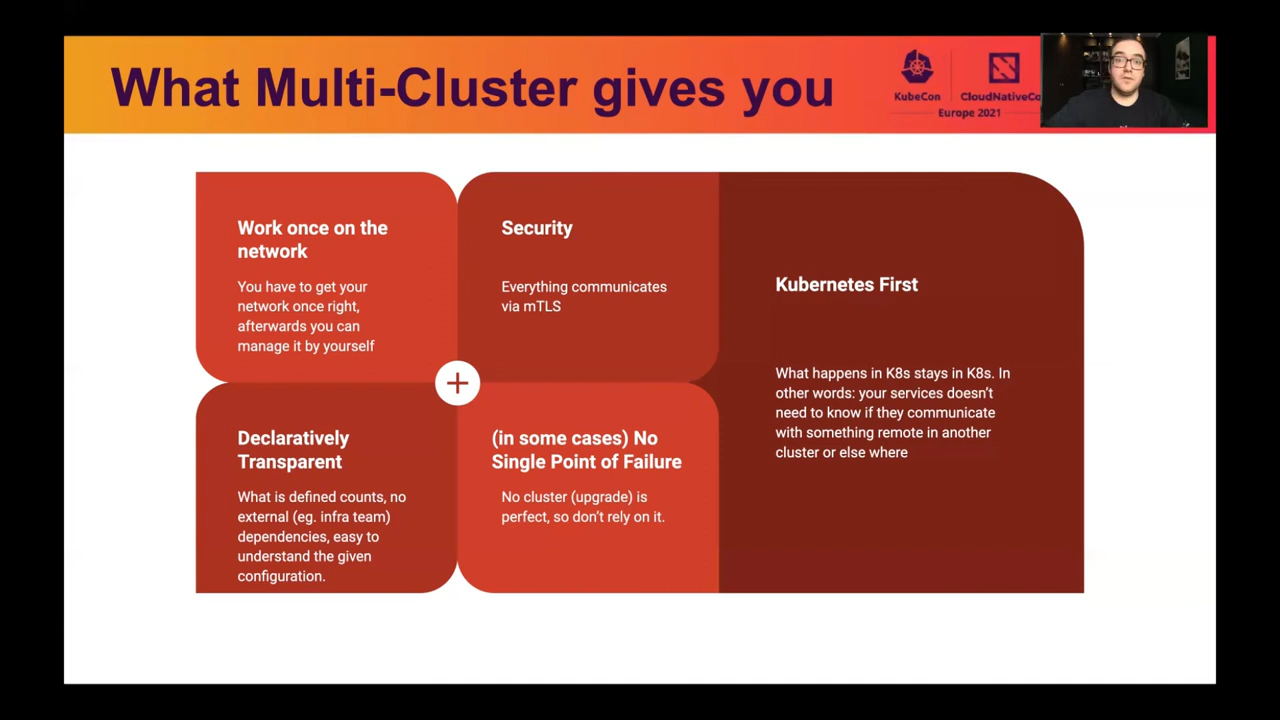 What Multi-Cluster gives you
KubeCon
CloudNativeCo
Europe 2021
Work once on the
network
You have to get your
network once right,
afterwards you can
manage it by yourself
Security
Everything communicates
via mTLS
Kubernetes First
What happens in K8s stays in K8s. In
other words: your services doesn't
need to know if they communicate
with something remote in another
cluster or else where
Declaratively
Transparent
What is defined counts, no
external (eg. infra team)
dependencies, easy to
understand the given
configuration.
(in some cases) No
Single Point of Failure
No cluster (upgrade) is
perfect, so don't rely on it.